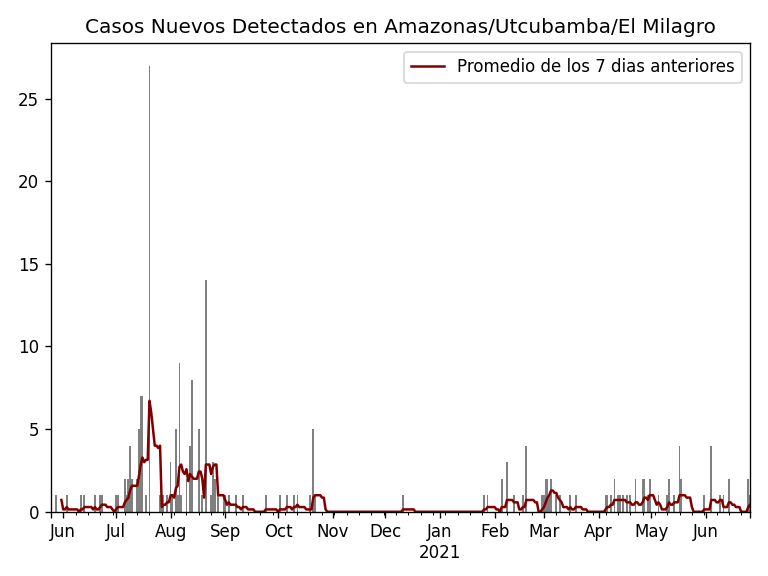 Casos Nuevos Detectados en Amazonas/Utcubamba/El Milagro
Promedio de los 7 dias anteriores
25
20
15
10
5
0
Jun Jul Aug Sep Oct Nov Dec Jan Feb Mar Apr May Jun
2021